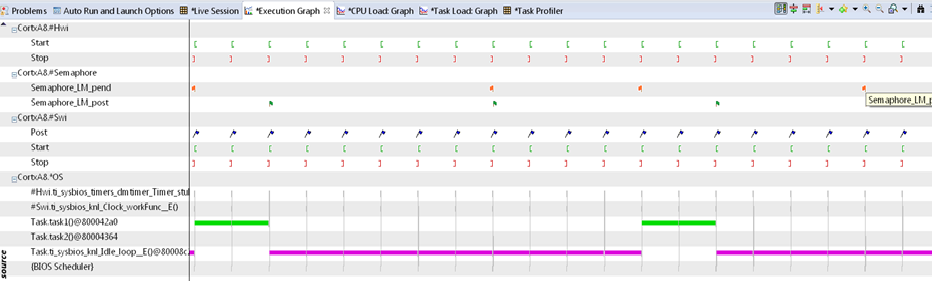 Problems Auto Run and Launch Options *Live Session *Execution Graph *CPU Load: Graph *Task Load: Graph *Task Profiler
CortxA8.#Hwi
Start
Stop
CortxA8.#Semaphore
Semaphore_LM_pend
Semaphore_LM_post
Semaphore_LM_p
CortxA8.#Swi
Post
Start
Stop
CortxA8.*OS
#Hwi.ti_sysbios_timers_dmtimer_Timer_stul
#Swi.ti_sysbios_knl_Clock_workFunc__E()
Task.task1()@800042a0
Task.task2()@80004364
Task.ti_sysbios_knl_Idle_loop__E()@80008c
{BIOS Scheduler}
source